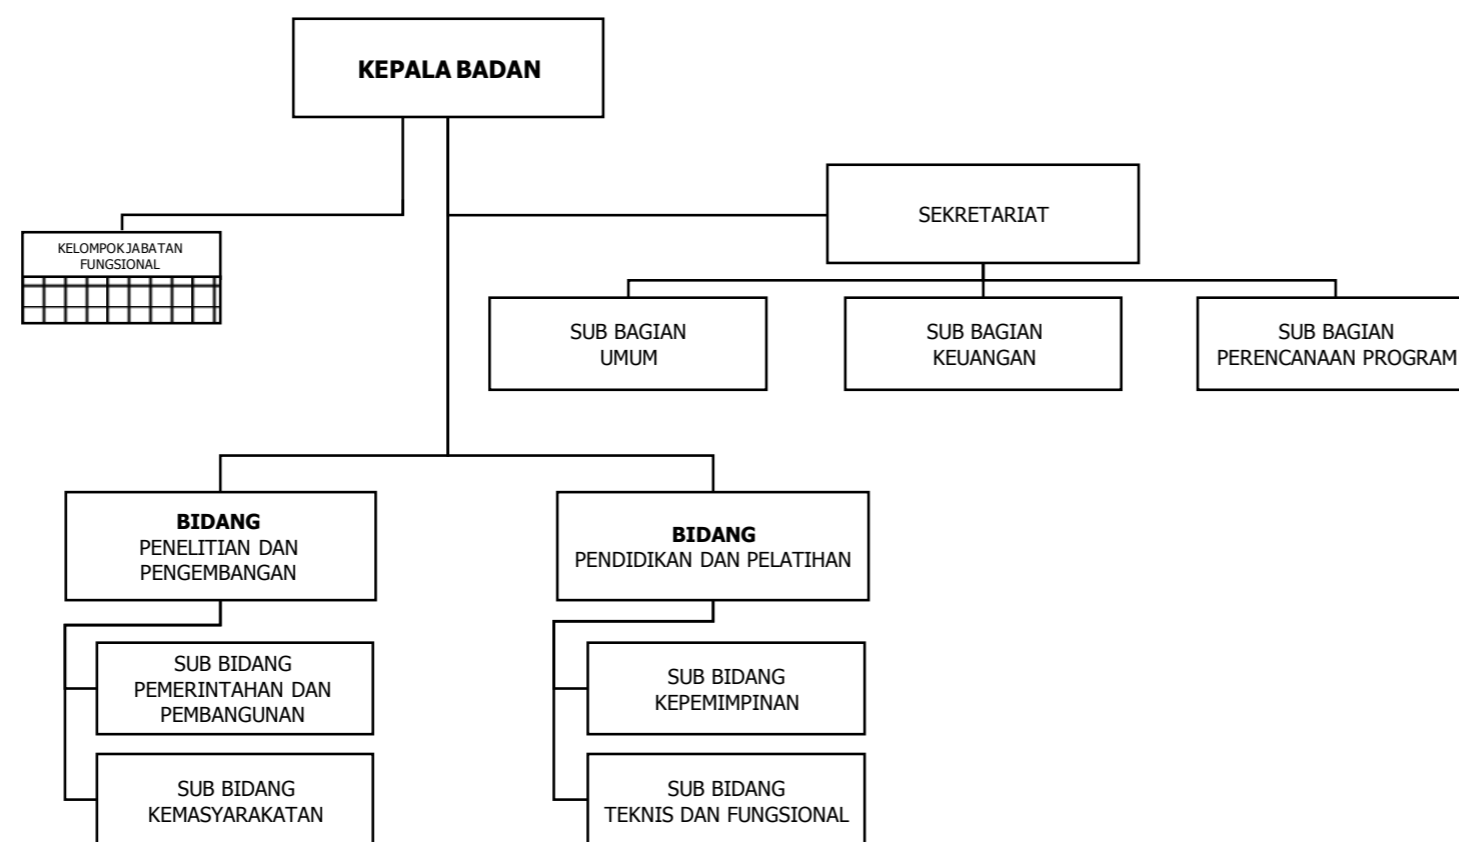 KEPALA BADAN
SEKRETARIAT
KELOMPOK JABATAN
FUNGSIONAL
SUB BAGIAN
UMUM
SUB BAGIAN
KEUANGAN
SUB BAGIAN
PERENCANAAN PROGRAM
BIDANG
PENELITIAN DAN
PENGEMBANGAN
BIDANG
PENDIDIKAN DAN PELATIHAN
SUB BIDANG
PEMERINTAHAN DAN
PEMBANGUNAN
SUB BIDANG
KEPEMIMPINAN
SUB BIDANG
KEMASYARAKATAN
SUB BIDANG
TEKNIS DAN FUNGSIONAL